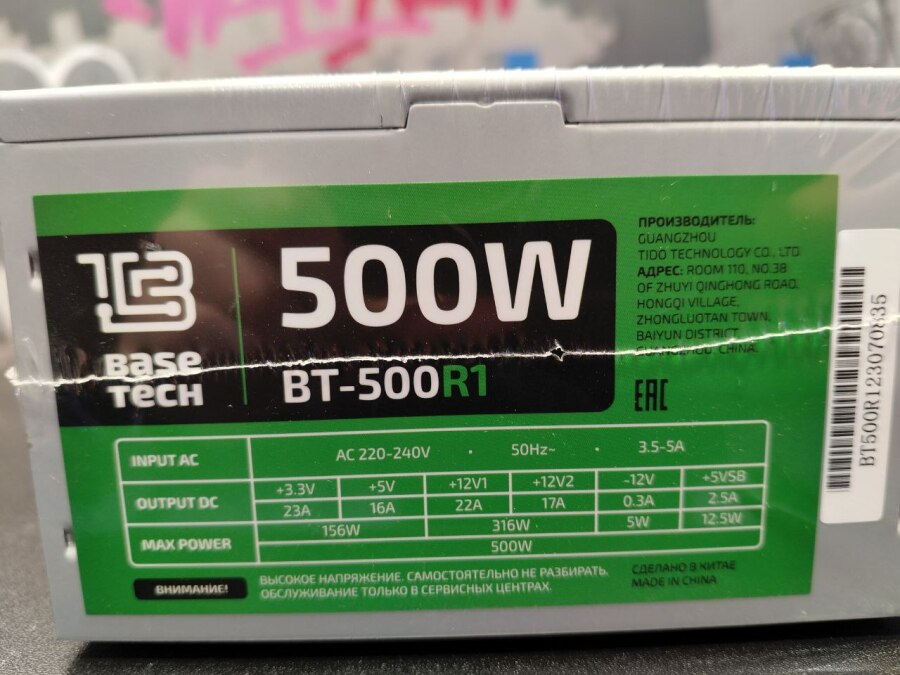 BASE
TECH
500W
BT-500R1
ПРОИЗВОДИТЕЛЬ:
GUANGZHOU
TIDO TECHNOLOGY CO., LTD
АДРЕС: ROOM 110, NO.38
OF ZHUYI QINGHONG ROAD,
HONGQI VILLAGE,
ZHONGLUOTAN TOWN,
BAIYUN DISTRICT,
GUANGZHOU, CHINA.
EAC
BT500R1230708
INPUT AC AC 220-240V · 50Hz~ · 3.5-5A
OUTPUT DC +3.3V +5V +12V1 +12V2 -12V +5VSB
23A 16A 22A 17A 0.3A 2.5A
156W 316W 5W 12.5W
MAX POWER 500W
ВНИМАНИЕ!
ВЫСОКОЕ НАПРЯЖЕНИЕ. САМОСТОЯТЕЛЬНО НЕ РАЗБИРАТЬ.
ОБСЛУЖИВАНИЕ ТОЛЬКО В СЕРВИСНЫХ ЦЕНТРАХ.
СДЕЛАНО В КИТАЕ
MADE IN CHINA